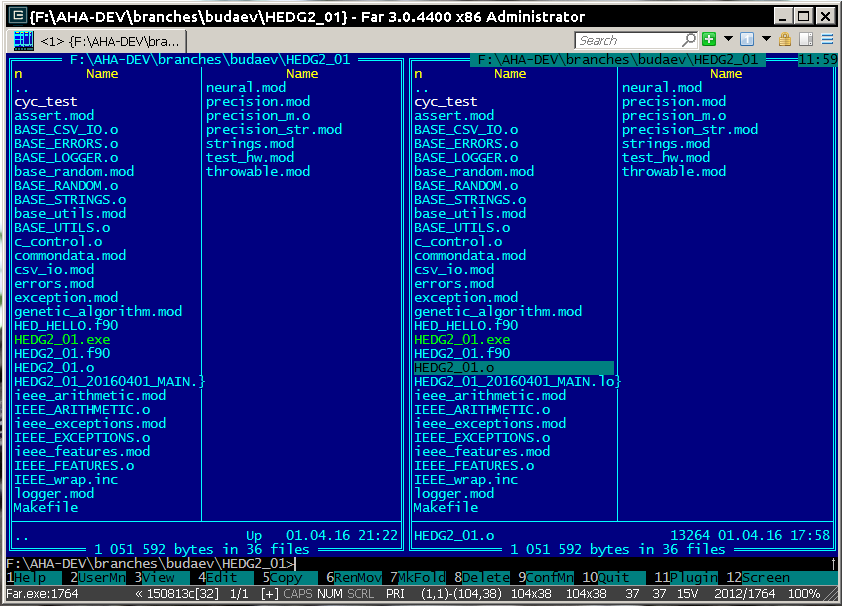 {F:\AHA-DEV\branches\budaev\HEDG2_01} - Far 3.0.4400 x86 Administrator
<1> {F:\AHA-DEV\bra...
Search
F:\AHA-DEV\branches\budaev\HEDG2_01
n Name Name
..
cyc_test
assert.mod
BASE_CSV_IO.o
BASE_ERRORS.o
BASE_LOGGER.o
base_random.mod
BASE_RANDOM.o
BASE_STRINGS.o
base_utils.mod
BASE_UTILS.o
c_control.o
commondata.mod
csv_io.mod
errors.mod
exception.mod
genetic_algorithm.mod
HED_HELLO.f90
HEDG2_01.exe
HEDG2_01.f90
HEDG2_01.o
HEDG2_01_20160401_MAIN.}
ieee_arithmetic.mod
IEEE_ARITHMETIC.o
ieee_exceptions.mod
IEEE_EXCEPTIONS.o
ieee_features.mod
IEEE_FEATURES.o
IEEE_wrap.inc
logger.mod
Makefile
neural.mod
precision.mod
precision_m.o
precision_str.mod
strings.mod
test_hw.mod
throwable.mod
.. Up 01.04.16 21:22
1 051 592 bytes in 36 files
F:\AHA-DEV\branches\budaev\HEDG2_01 11:59
n Name Name
..
cyc_test
assert.mod
BASE_CSV_IO.o
BASE_ERRORS.o
BASE_LOGGER.o
base_random.mod
BASE_RANDOM.o
BASE_STRINGS.o
base_utils.mod
BASE_UTILS.o
c_control.o
commondata.mod
csv_io.mod
errors.mod
exception.mod
genetic_algorithm.mod
HED_HELLO.f90
HEDG2_01.exe
HEDG2_01.f90
HEDG2_01.o
HEDG2_01_20160401_MAIN.lo}
ieee_arithmetic.mod
IEEE_ARITHMETIC.o
ieee_exceptions.mod
IEEE_EXCEPTIONS.o
ieee_features.mod
IEEE_FEATURES.o
IEEE_wrap.inc
logger.mod
Makefile
neural.mod
precision.mod
precision_m.o
precision_str.mod
strings.mod
test_hw.mod
throwable.mod
HEDG2_01.o 13264 01.04.16 17:58
1 051 592 bytes in 36 files
F:\AHA-DEV\branches\budaev\HEDG2_01>
1Help 2UserMn 3View 4Edit 5Copy 6RenMov 7MkFold 8Delete 9ConfMn 10Quit 11Plugin 12Screen
Far.exe:1764 « 150813c[32] 1/1 [+] CAPS NUM SCRL PRI (1,1)-(104,38) 104x38 104x38 37 37 15V 2012/1764 100%